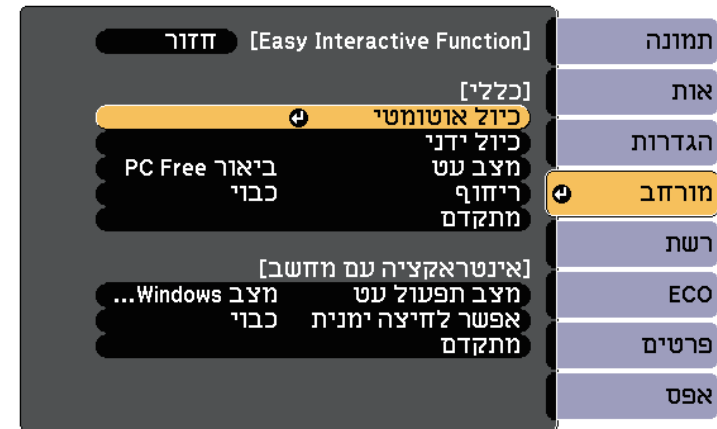 תמונה
אות
הגדרות
מורחב
רשת
ECO
פרטים
אפס
[Easy Interactive Function] חזור
[כללי]
כיול אוטומטי
כיול ידני
מצב עט ביאור PC Free
ריחוף כבוי
מתקדם
[אינטראקציה עם מחשב]
מצב תפעול עט מצב Windows...
אפשר לחיצה ימנית כבוי
מתקדם